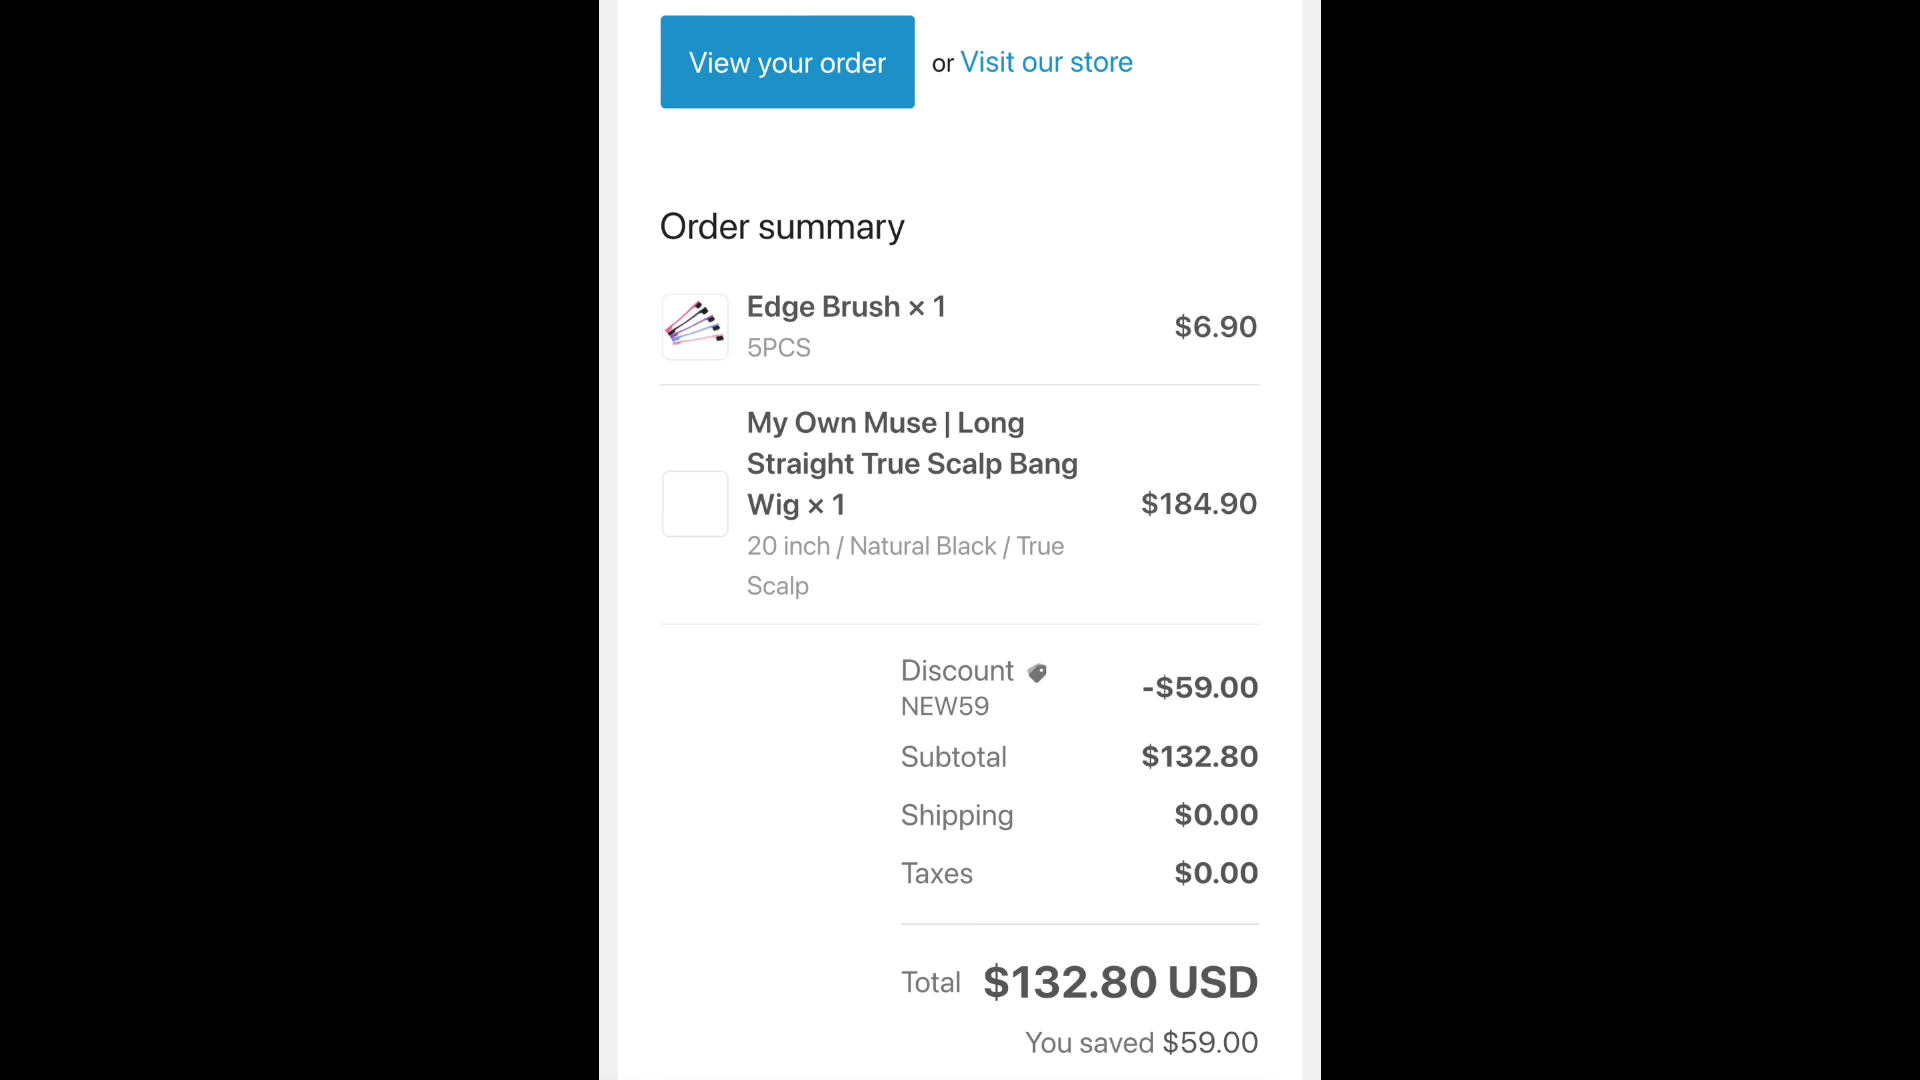 View your order or Visit our store
Order summary
Edge Brush × 1
5PCS
$6.90
My Own Muse | Long
Straight True Scalp Bang
Wig × 1
$184.90
20 inch / Natural Black / True
Scalp
Discount
NEW59
-$59.00
Subtotal $132.80
Shipping $0.00
Taxes $0.00
Total $132.80 USD
You saved $59.00